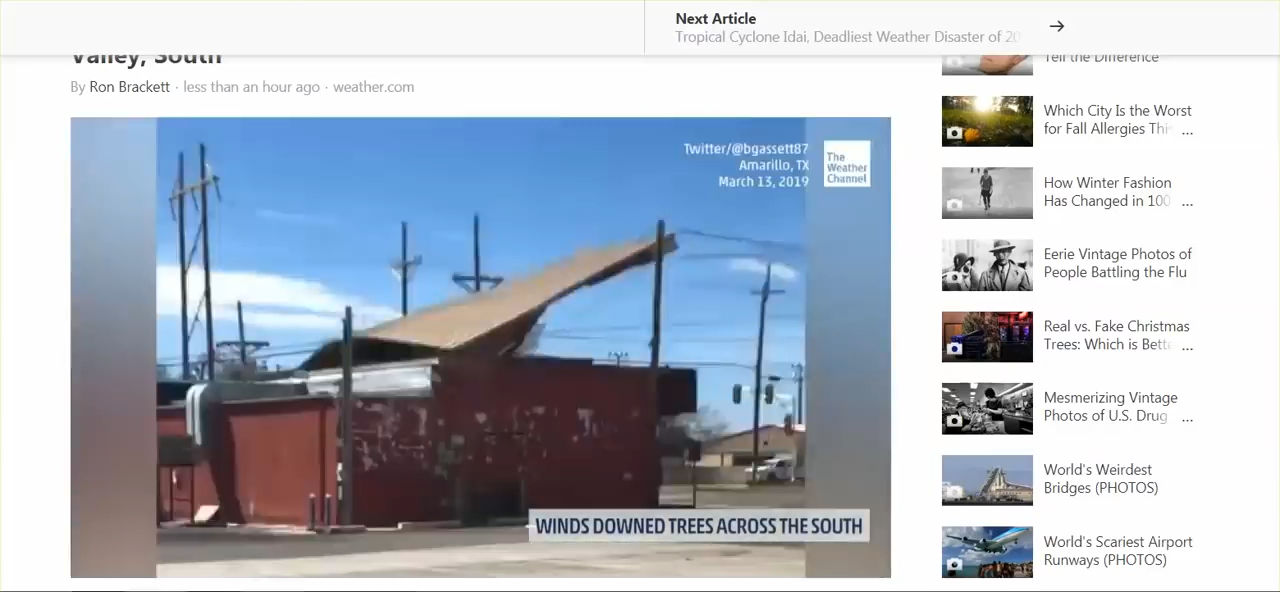 Next Article
Tropical Cyclone Idai, Deadliest Weather Disaster of 20
Valley, South
By Ron Brackett · less than an hour ago · weather.com
Twitter/@bgassett87
Amarillo, TX
March 13, 2019
The
Weather
Channel
WINDS DOWNED TREES ACROSS THE SOUTH
Tell the Difference
Which City Is the Worst
for Fall Allergies This ...
How Winter Fashion
Has Changed in 100 ...
Eerie Vintage Photos of
People Battling the Flu
Real vs. Fake Christmas
Trees: Which is Bette ...
Mesmerizing Vintage
Photos of U.S. Drug ...
World's Weirdest
Bridges (PHOTOS)
World's Scariest Airport
Runways (PHOTOS)